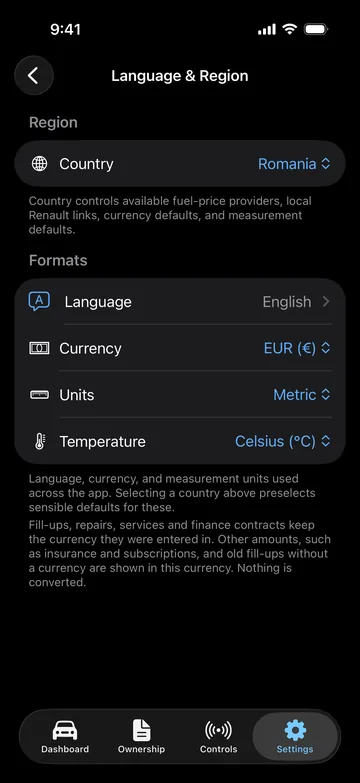 9:41
Language & Region
Region
Country
Romania
Country controls available fuel-price providers, local
Renault links, currency defaults, and measurement
defaults.
Formats
A
Language
English
Currency
EUR (€)
Units
Metric
Temperature
Celsius (°C)
Language, currency, and measurement units used
across the app. Selecting a country above preselects
sensible defaults for these.
Fill-ups, repairs, services and finance contracts keep
the currency they were entered in. Other amounts, such
as insurance and subscriptions, and old fill-ups without
a currency are shown in this currency. Nothing is
converted.
Dashboard
Ownership
Controls
Settings